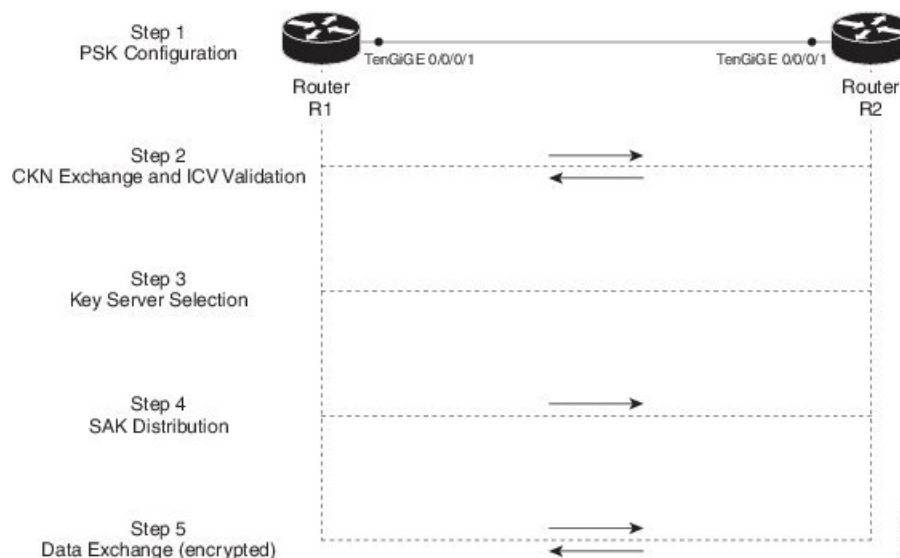 Step 1
PSK Configuration
TenGiGE 0/0/0/1
TenGiGE 0/0/0/1
Router
R1
Router
R2
Step 2
CKN Exchange and ICV Validation
Step 3
Key Server Selection
Step 4
SAK Distribution
Step 5
Data Exchange (encrypted)